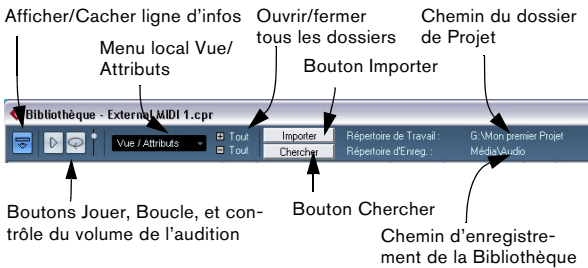 Afficher/Cacher ligne d'infos
Ouvrir/fermer
tous les dossiers
Chemin du dossier
de Projet
Menu local Vue/
Attributs
Bouton Importer
Bibliothèque - External MIDI 1.cpr
Vue / Attributs
Tout
Tout
Importer
Chercher
Répertoire de Travail :
Répertoire d'Enreg. :
G:\Mon premier Projet
Média\Audio
Boutons Jouer, Boucle, et con-
trôle du volume de l'audition
Bouton Chercher
Chemin d'enregistre-
ment de la Bibliothèque